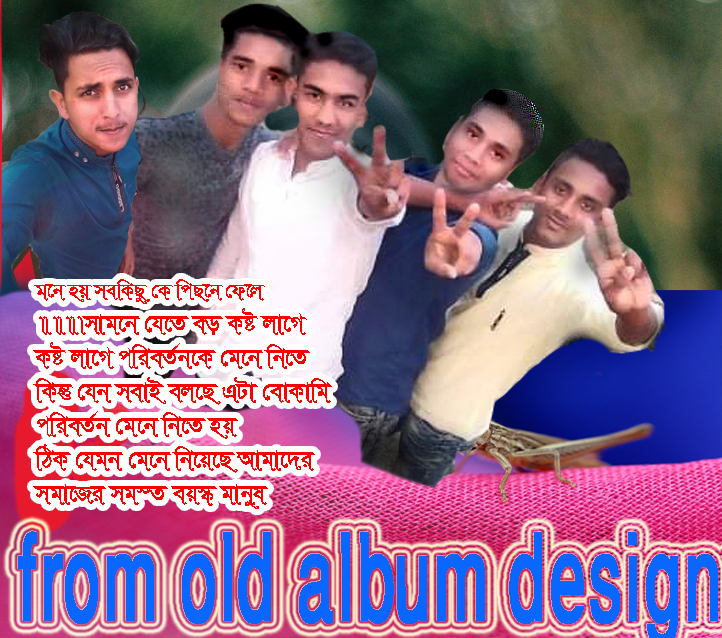 মনে হয় সবকিছু কে পিছনে ফেলে
।।।।সামনে যেতে বড় কষ্ট লাগে
কষ্ট লাগে পরিবর্তনকে মেনে নিতে
কিন্তু যেন সবাই বলছে এটা বোকামি
পরিবর্তন মেনে নিতে হয়
ঠিক যেমন মেনে নিয়েছে আমাদের
সমাজের সমস্ত বয়স্ক মানুষ
from old album design